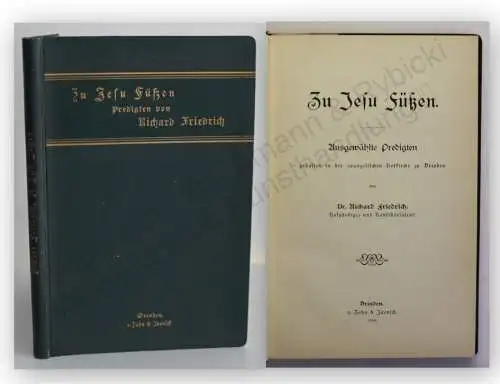 Zu Jesu Füßen
Predigten von
Richard Friedrich
Dresden.
v. Zahn & Jaensch
Zu Jesu Füßen.
Ausgewählte Predigten
gehalten in der evangelischen Hofkirche zu Dresden
von
Dr. Richard Friedrich,
Hofprediger und Konsistorialrat
Dresden.
v. Zahn & Jaensch.